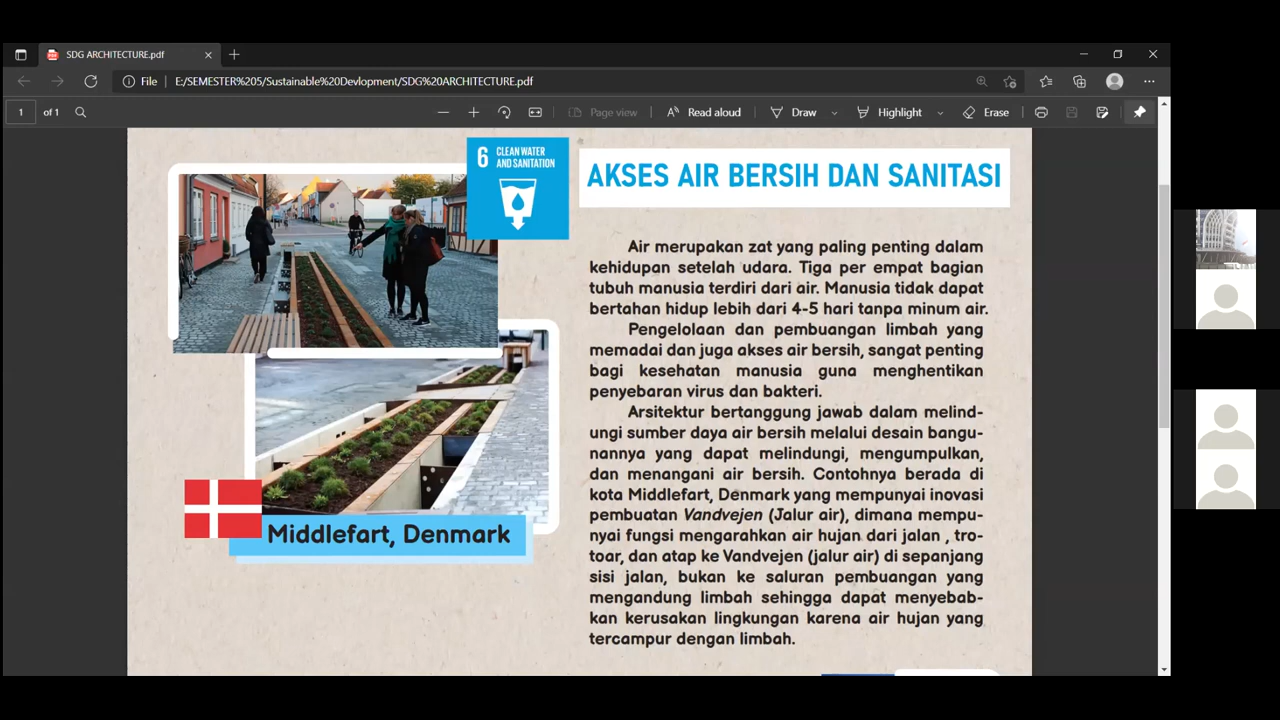 SDG ARCHITECTURE.pdf
File
E:/SEMESTER%205/Sustainable%20Devlopment/SDG%20ARCHITECTURE.pdf
1 of 1
Page view
Read aloud
Draw
Highlight
Erase
6 CLEAN WATER
AND SANITATION
AKSES AIR BERSIH DAN SANITASI
Air merupakan zat yang paling penting dalam
kehidupan setelah udara. Tiga per empat bagian
tubuh manusia terdiri dari air. Manusia tidak dapat
bertahan hidup lebih dari 4-5 hari tanpa minum air.
Pengelolaan dan pembuangan limbah yang
memadai dan juga akses air bersih, sangat penting
bagi kesehatan manusia guna menghentikan
penyebaran virus dan bakteri.
Arsitektur bertanggung jawab dalam melind-
ungi sumber daya air bersih melalui desain bangu-
nannya yang dapat melindungi, mengumpulkan,
dan menangani air bersih. Contohnya berada di
kota Middlefart, Denmark yang mempunyai inovasi
pembuatan Vandvejen (Jalur air), dimana mempu-
nyai fungsi mengarahkan air hujan dari jalan , tro-
toar, dan atap ke Vandvejen (jalur air) di sepanjang
sisi jalan, bukan ke saluran pembuangan yang
mengandung limbah sehingga dapat menyebab-
kan kerusakan lingkungan karena air hujan yang
tercampur dengan limbah.
Middlefart, Denmark